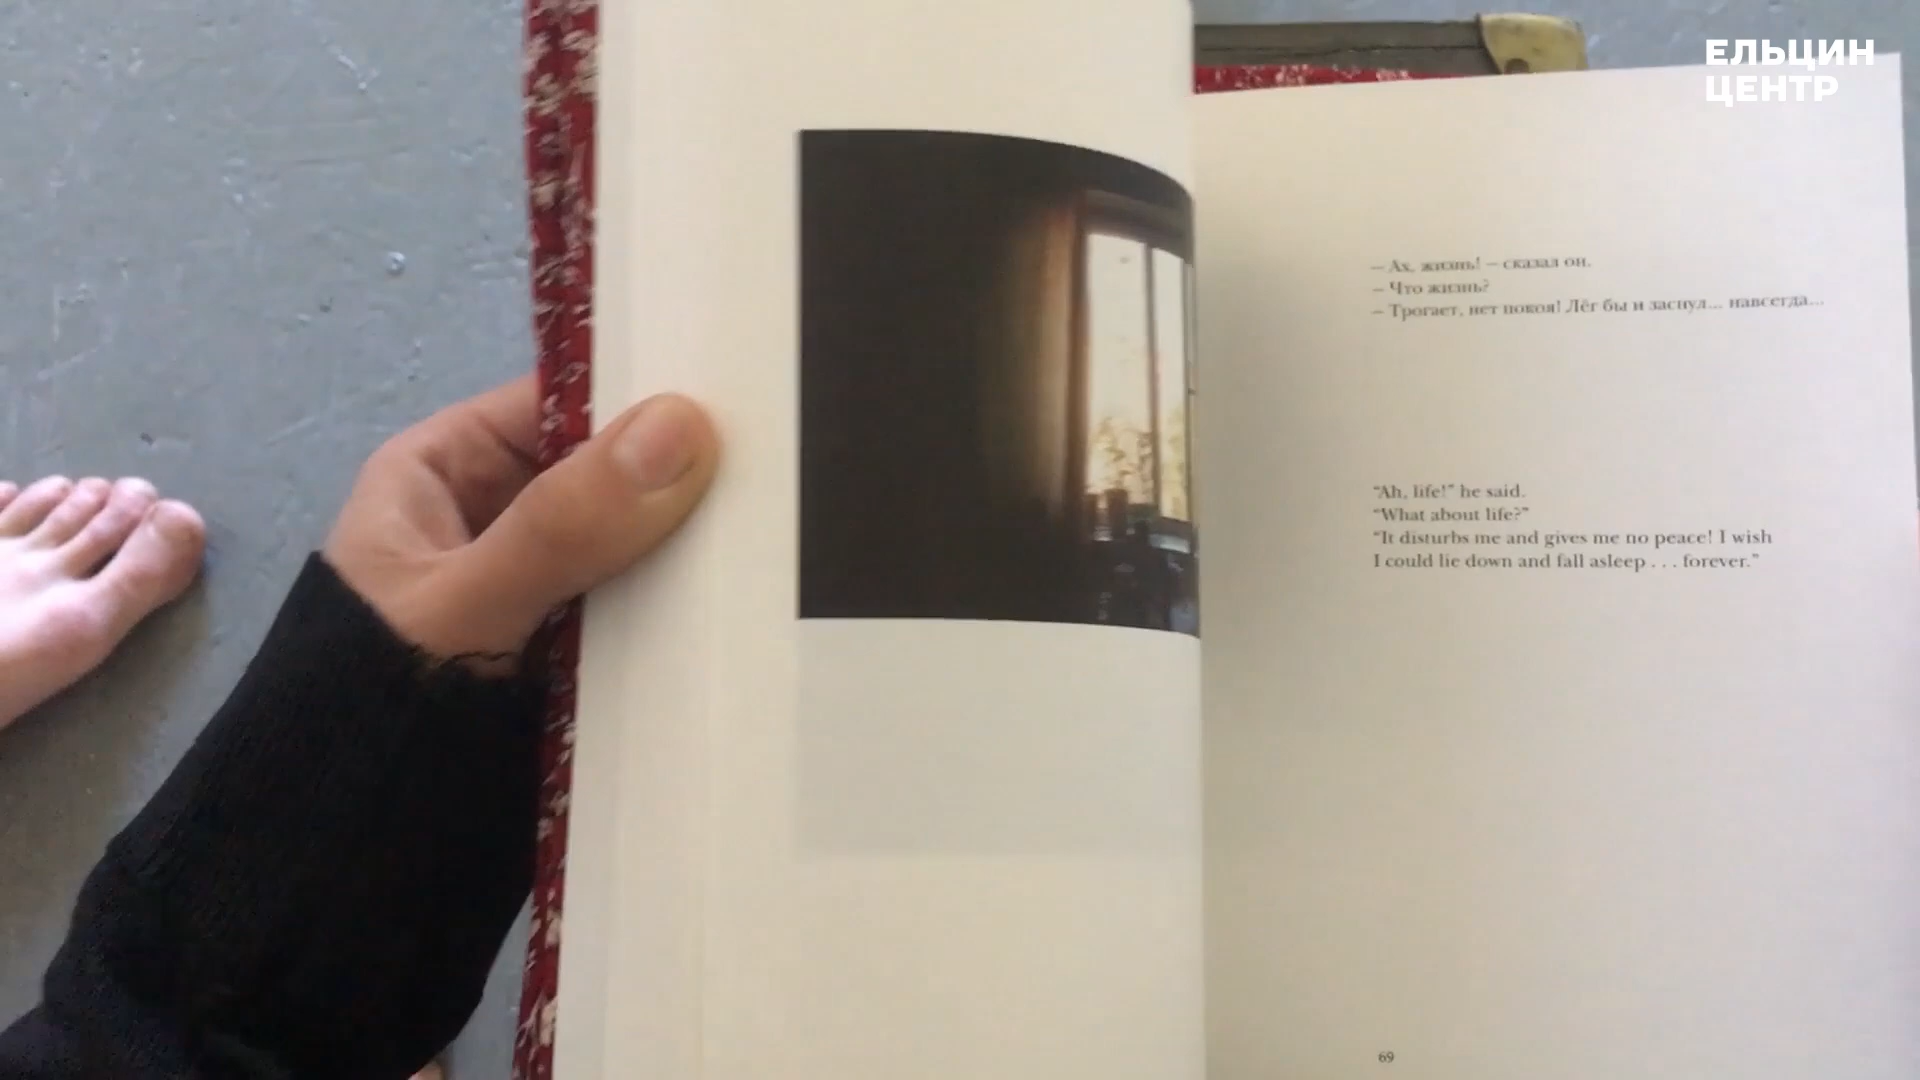 ЕЛЬЦИН
ЦЕНТР
– Ах, жизнь! – сказал он.
– Что жизнь?
– Трогает, нет покоя! Лёг бы и заснул... навсегда...
“Ah, life!” he said.
“What about life?”
“It disturbs me and gives me no peace! I wish
I could lie down and fall asleep . . . forever.”
69